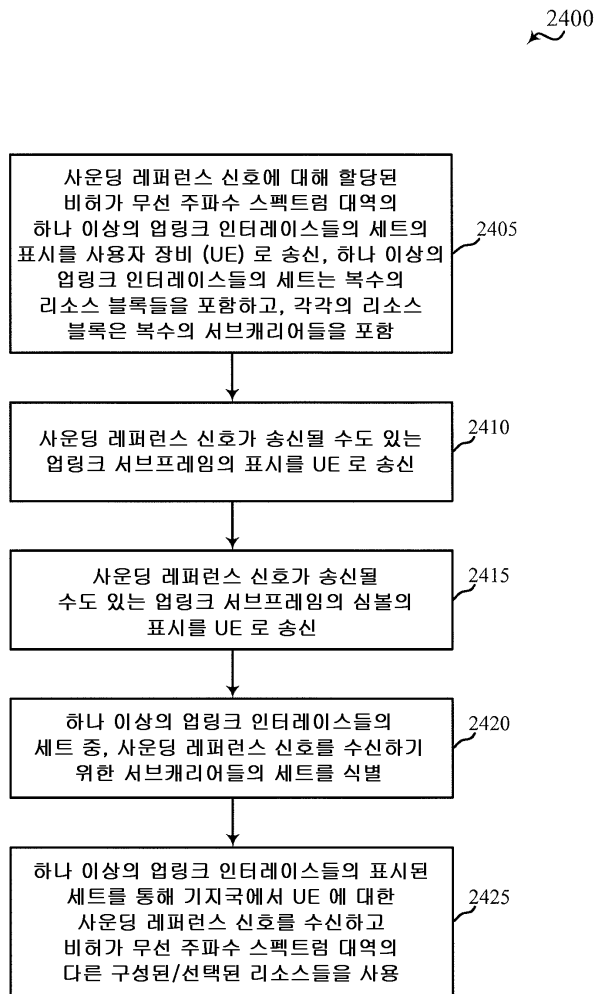 2400
사운딩 레퍼런스 신호에 대해 할당된
비허가 무선 주파수 스펙트럼 대역의
하나 이상의 업링크 인터레이스들의 세트의
표시를 사용자 장비 (UE) 로 송신, 하나 이상의
업링크 인터레이스들의 세트는 복수의
리소스 블록들을 포함하고, 각각의 리소스
블록은 복수의 서브캐리어들을 포함
2405
사운딩 레퍼런스 신호가 송신될 수도 있는
업링크 서브프레임의 표시를 UE 로 송신
2410
사운딩 레퍼런스 신호가 송신될
수도 있는 업링크 서브프레임의 심볼의
표시를 UE 로 송신
2415
하나 이상의 업링크 인터레이스들의
세트 중, 사운딩 레퍼런스 신호를 수신하기
위한 서브캐리어들의 세트를 식별
2420
하나 이상의 업링크 인터레이스들의 표시된
세트를 통해 기지국에서 UE 에 대한
사운딩 레퍼런스 신호를 수신하고
비허가 무선 주파수 스펙트럼 대역의
다른 구성된/선택된 리소스들을 사용
2425